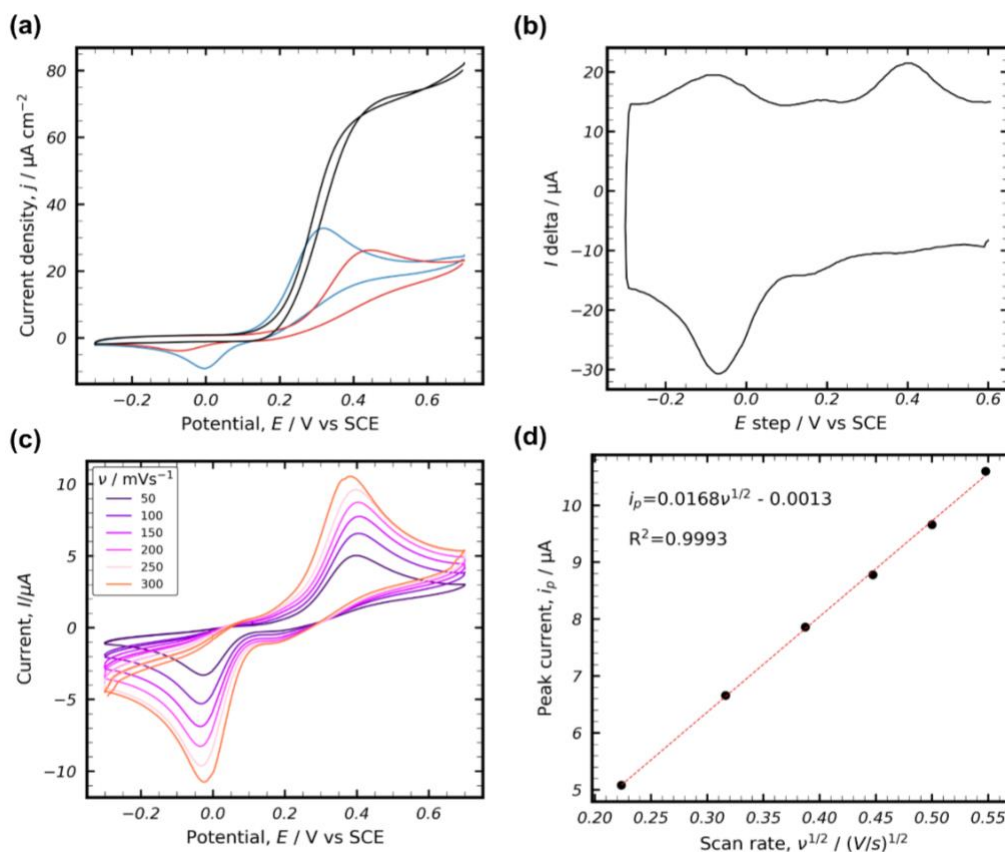 (a)
80
60
40
20
0
Current density, j / µA cm⁻²
−0.2 0.0 0.2 0.4 0.6
Potential, E / V vs SCE
(b)
20
10
0
−10
−20
−30
I delta / µA
−0.2 0.0 0.2 0.4 0.6
E step / V vs SCE
(c)
ν / mVs⁻¹
50
100
150
200
250
300
10
5
0
−5
−10
Current, I/µA
−0.2 0.0 0.2 0.4 0.6
Potential, E / V vs SCE
(d)
iₚ=0.0168ν¹/² - 0.0013
R²=0.9993
10
9
8
7
6
5
Peak current, iₚ / µA
0.20 0.25 0.30 0.35 0.40 0.45 0.50 0.55
Scan rate, ν¹/² / (V/s)¹/²